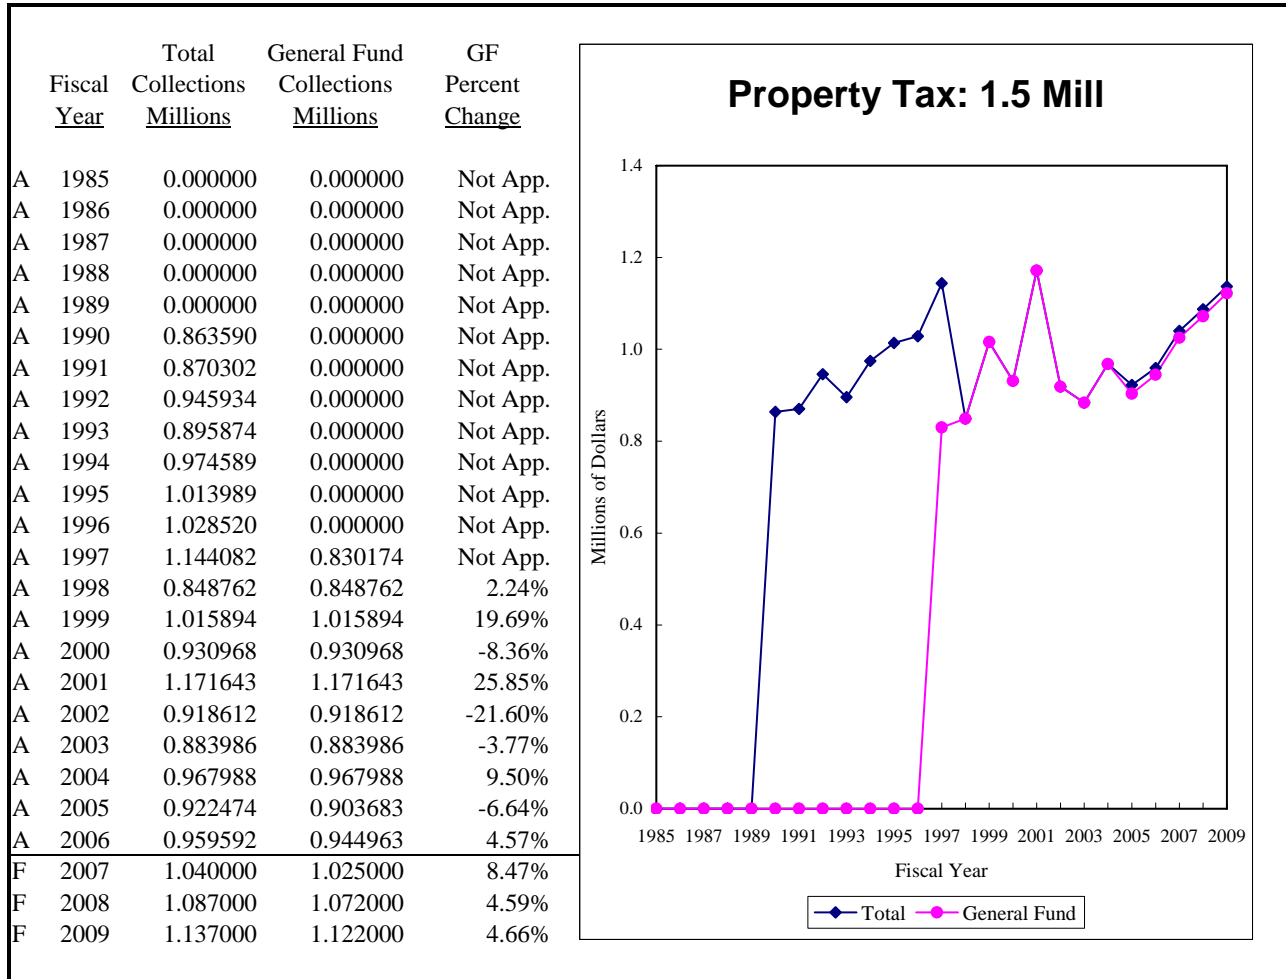 Total General Fund GF
Fiscal Collections Collections Percent
Year Millions Millions Change
A 1985 0.000000 0.000000 Not App.
A 1986 0.000000 0.000000 Not App.
A 1987 0.000000 0.000000 Not App.
A 1988 0.000000 0.000000 Not App.
A 1989 0.000000 0.000000 Not App.
A 1990 0.863590 0.000000 Not App.
A 1991 0.870302 0.000000 Not App.
A 1992 0.945934 0.000000 Not App.
A 1993 0.895874 0.000000 Not App.
A 1994 0.974589 0.000000 Not App.
A 1995 1.013989 0.000000 Not App.
A 1996 1.028520 0.000000 Not App.
A 1997 1.144082 0.830174 Not App.
A 1998 0.848762 0.848762 2.24%
A 1999 1.015894 1.015894 19.69%
A 2000 0.930968 0.930968 -8.36%
A 2001 1.171643 1.171643 25.85%
A 2002 0.918612 0.918612 -21.60%
A 2003 0.883986 0.883986 -3.77%
A 2004 0.967988 0.967988 9.50%
A 2005 0.922474 0.903683 -6.64%
A 2006 0.959592 0.944963 4.57%
F 2007 1.040000 1.025000 8.47%
F 2008 1.087000 1.072000 4.59%
F 2009 1.137000 1.122000 4.66%
Property Tax: 1.5 Mill
1.4
1.2
1.0
0.8
0.6
0.4
0.2
0.0
Millions of Dollars
1985 1987 1989 1991 1993 1995 1997 1999 2001 2003 2005 2007 2009
Fiscal Year
Total General Fund